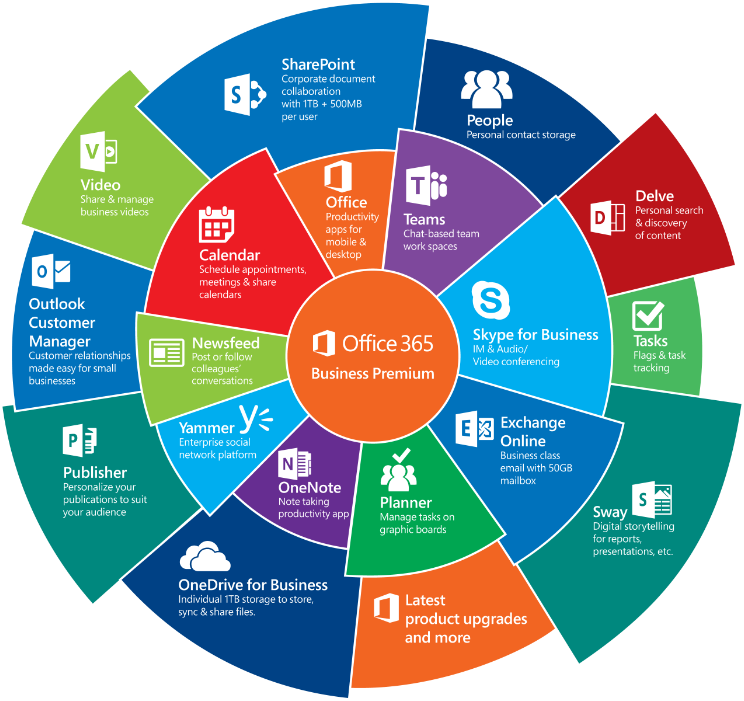 SharePoint
Corporate document
collaboration
with 1TB + 500MB
per user
People
Personal contact storage
Delve
Personal search
& discovery
of content
Tasks
Flags & task
tracking
Sway
Digital storytelling
for reports,
presentations, etc.
Latest
product upgrades
and more
OneDrive for Business
Individual 1TB storage to store,
sync & share files.
Publisher
Personalize your
publications to suit
your audience
Outlook
Customer
Manager
Customer relationships
made easy for small
businesses
Video
Share & manage
business videos
Office
Productivity
apps for
mobile &
desktop
Teams
Chat-based team
work spaces
Skype for Business
IM & Audio/
Video conferencing
Exchange
Online
Business class
email with 50GB
mailbox
Planner
Manage tasks on
graphic boards
OneNote
Note taking
productivity app
Yammer
Enterprise social
network platform
Newsfeed
Post or follow
colleagues'
conversations
Calendar
Schedule appointments,
meetings & share
calendars
Office 365
Business Premium
S
D
S
P
O
V
T
S
E
N